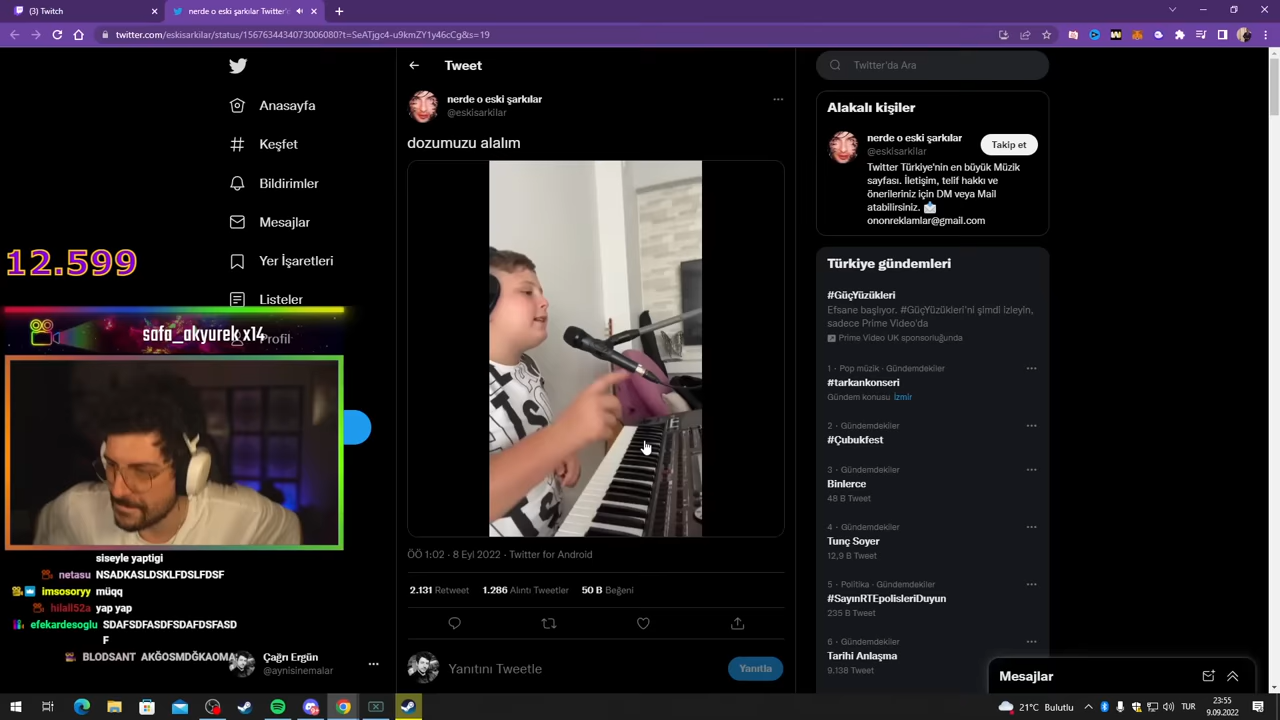 (3) Twitch
nerde o eski şarkılar Twitter'
twitter.com/eskisarkilar/status/1567634434073006080?t=SeATjgc4-u9kmZY1y46cCg&s=19
Anasayfa
Keşfet
Bildirimler
Mesajlar
Yer İşaretleri
Listeler
Profil
12.599
safa_akyurek x14
siseyle yaptigi
netasu NSADKASLDSKLFDSLFDSF
imsosoryy müqq
hilall52a yap yap
efekardesoglu SDAFSDFASDFSDAFDSFASD
F
BLODSANT AKĞOSMDĞKAOMA
Çağrı Ergün
@aynisinemalar
Tweet
nerde o eski şarkılar
@eskisarkilar
dozumuzu alalım
ÖÖ 1:02 · 8 Eyl 2022 · Twitter for Android
2.131 Retweet 1.286 Alıntı Tweetler 50 B Beğeni
Yanıtını Tweetle
Yanıtla
Twitter'da Ara
Alakalı kişiler
nerde o eski şarkılar
@eskisarkilar
Takip et
Twitter Türkiye'nin en büyük Müzik
sayfası. İletişim, telif hakkı ve
önerileriniz için DM veya Mail
atabilirsiniz.
ononreklamlar@gmail.com
Türkiye gündemleri
#GüçYüzükleri
Efsane başlıyor. #GüçYüzükleri'ni şimdi izleyin,
sadece Prime Video'da
Prime Video UK sponsorluğunda
1 · Pop müzik · Gündemdekiler
#tarkankonseri
Gündem konusu İzmir
2 · Gündemdekiler
#Çubukfest
3 · Gündemdekiler
Binlerce
48 B Tweet
4 · Gündemdekiler
Tunç Soyer
12,9 B Tweet
5 · Politika · Gündemdekiler
#SayınRTEpolisleriDuyun
235 B Tweet
6 · Gündemdekiler
Tarihi Anlaşma
9.138 Tweet
Mesajlar
21°C Bulutlu
TUR
23:55
9.09.2022